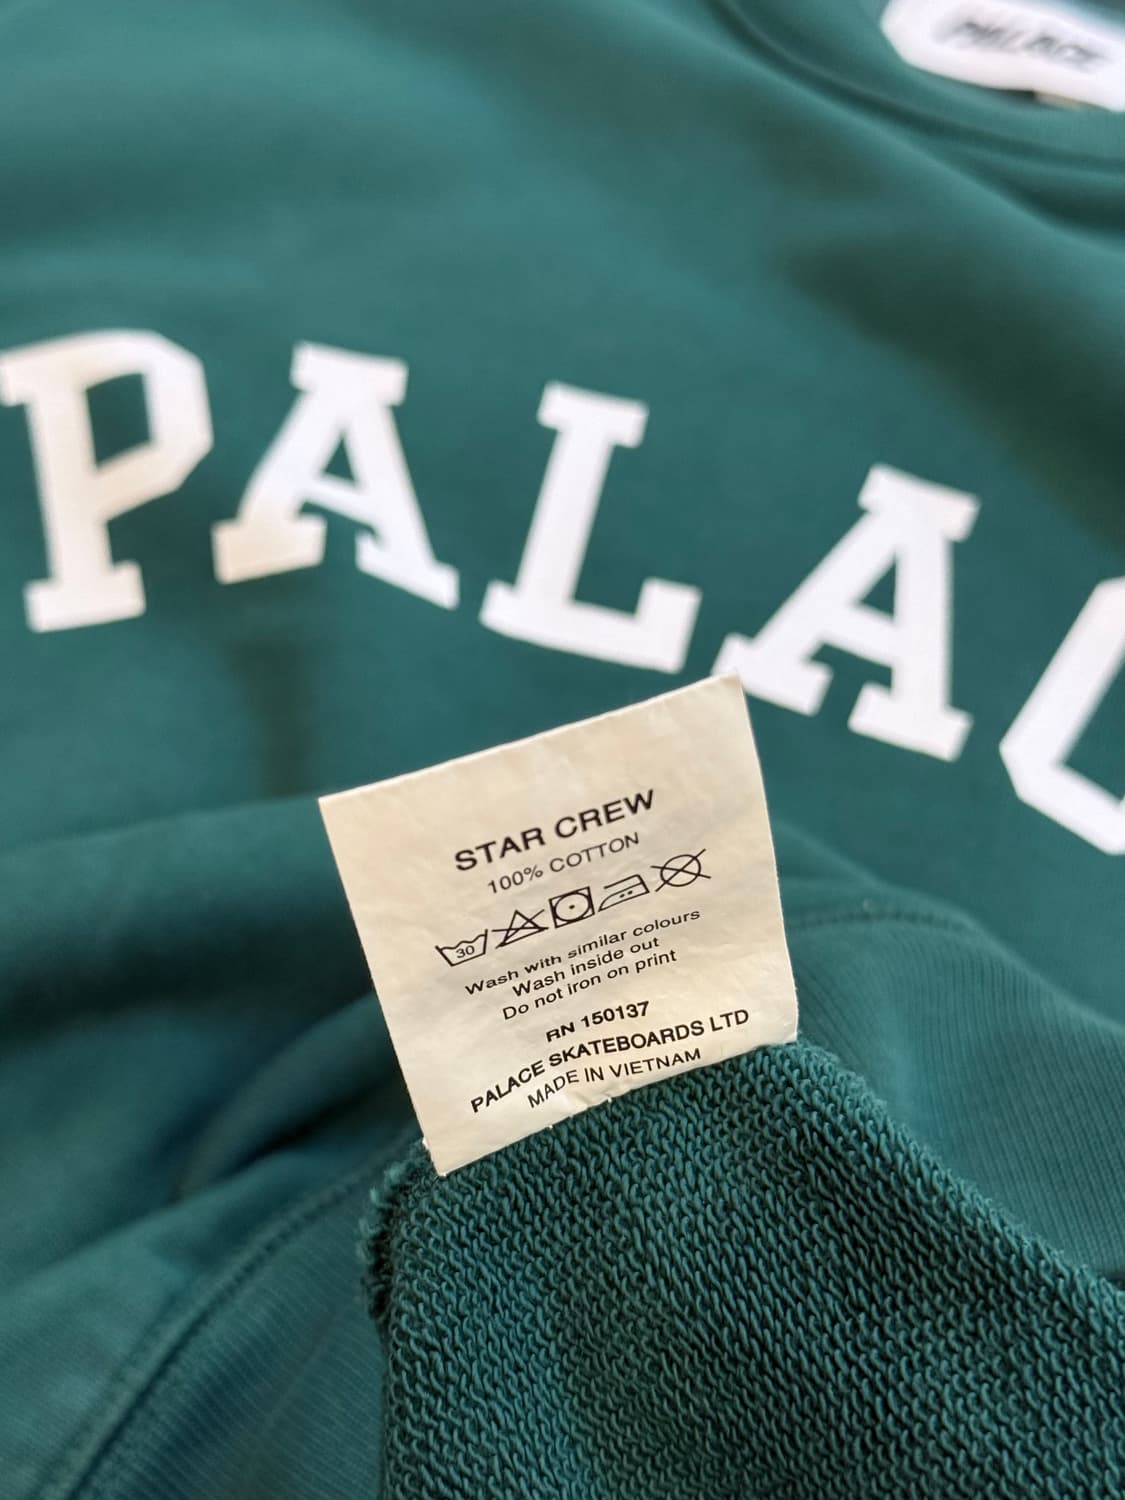 PALACE
PALAC
STAR CREW
100% COTTON
30
Wash with similar colours
Wash inside out
Do not iron on print
RN 150137
PALACE SKATEBOARDS LTD
MADE IN VIETNAM